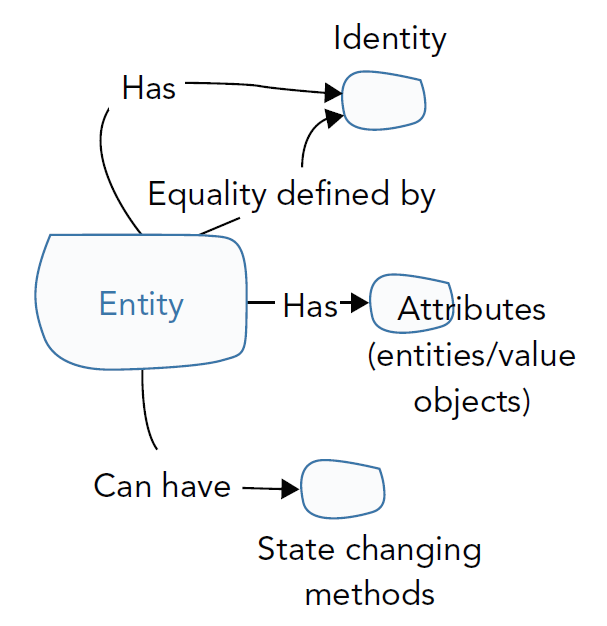 Identity
Has
Equality defined by
Entity
Has
Attributes
(entities/value
objects)
Can have
State changing
methods